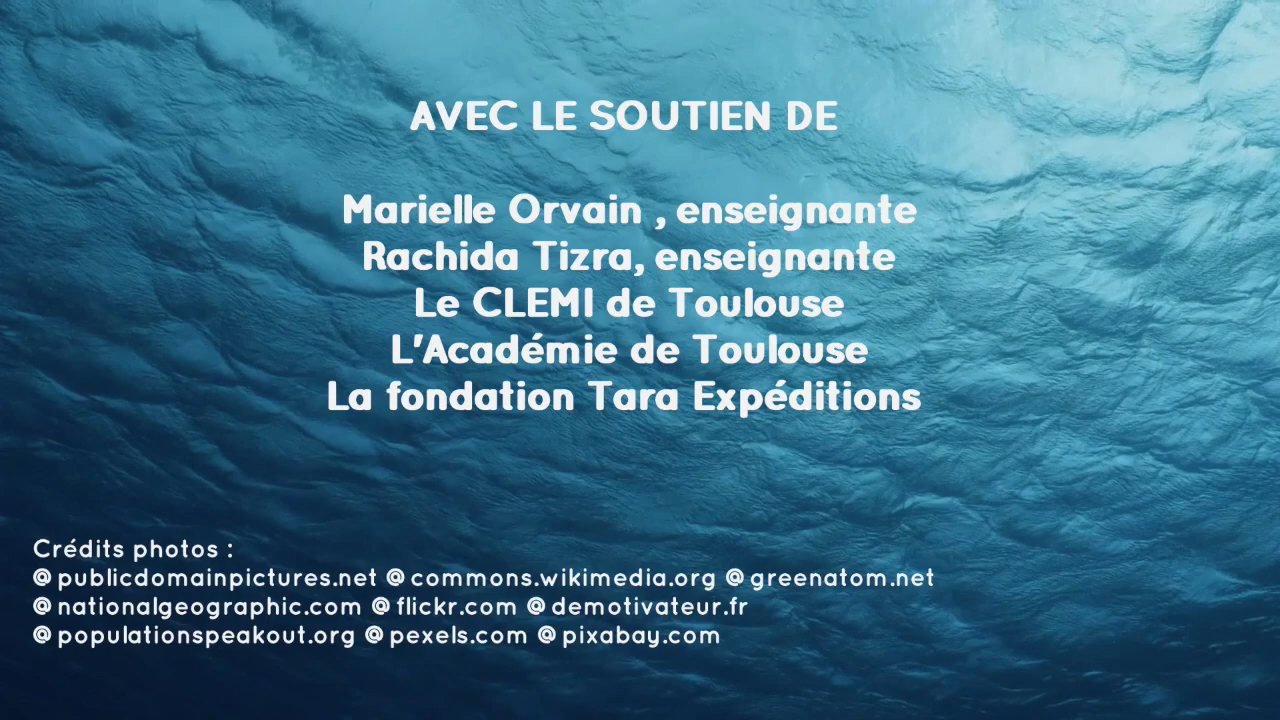 AVEC LE SOUTIEN DE
Marielle Orvain , enseignante
Rachida Tizra, enseignante
Le CLEMI de Toulouse
L'Académie de Toulouse
La fondation Tara Expéditions
Crédits photos :
@publicdomainpictures.net @commons.wikimedia.org @greenatom.net
@nationalgeographic.com @flickr.com @demotivateur.fr
@populationspeakout.org @pexels.com @pixabay.com